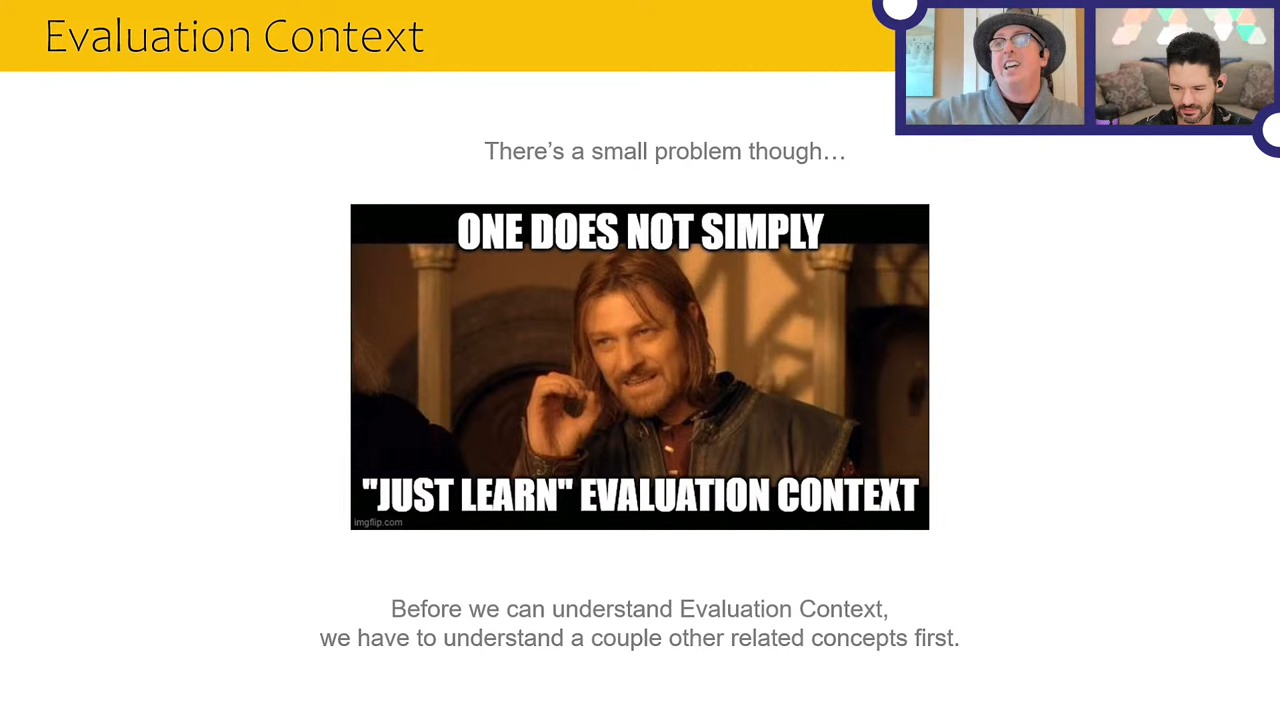 Evaluation Context
There’s a small problem though…
ONE DOES NOT SIMPLY
"JUST LEARN" EVALUATION CONTEXT
imgflip.com
Before we can understand Evaluation Context,
we have to understand a couple other related concepts first.